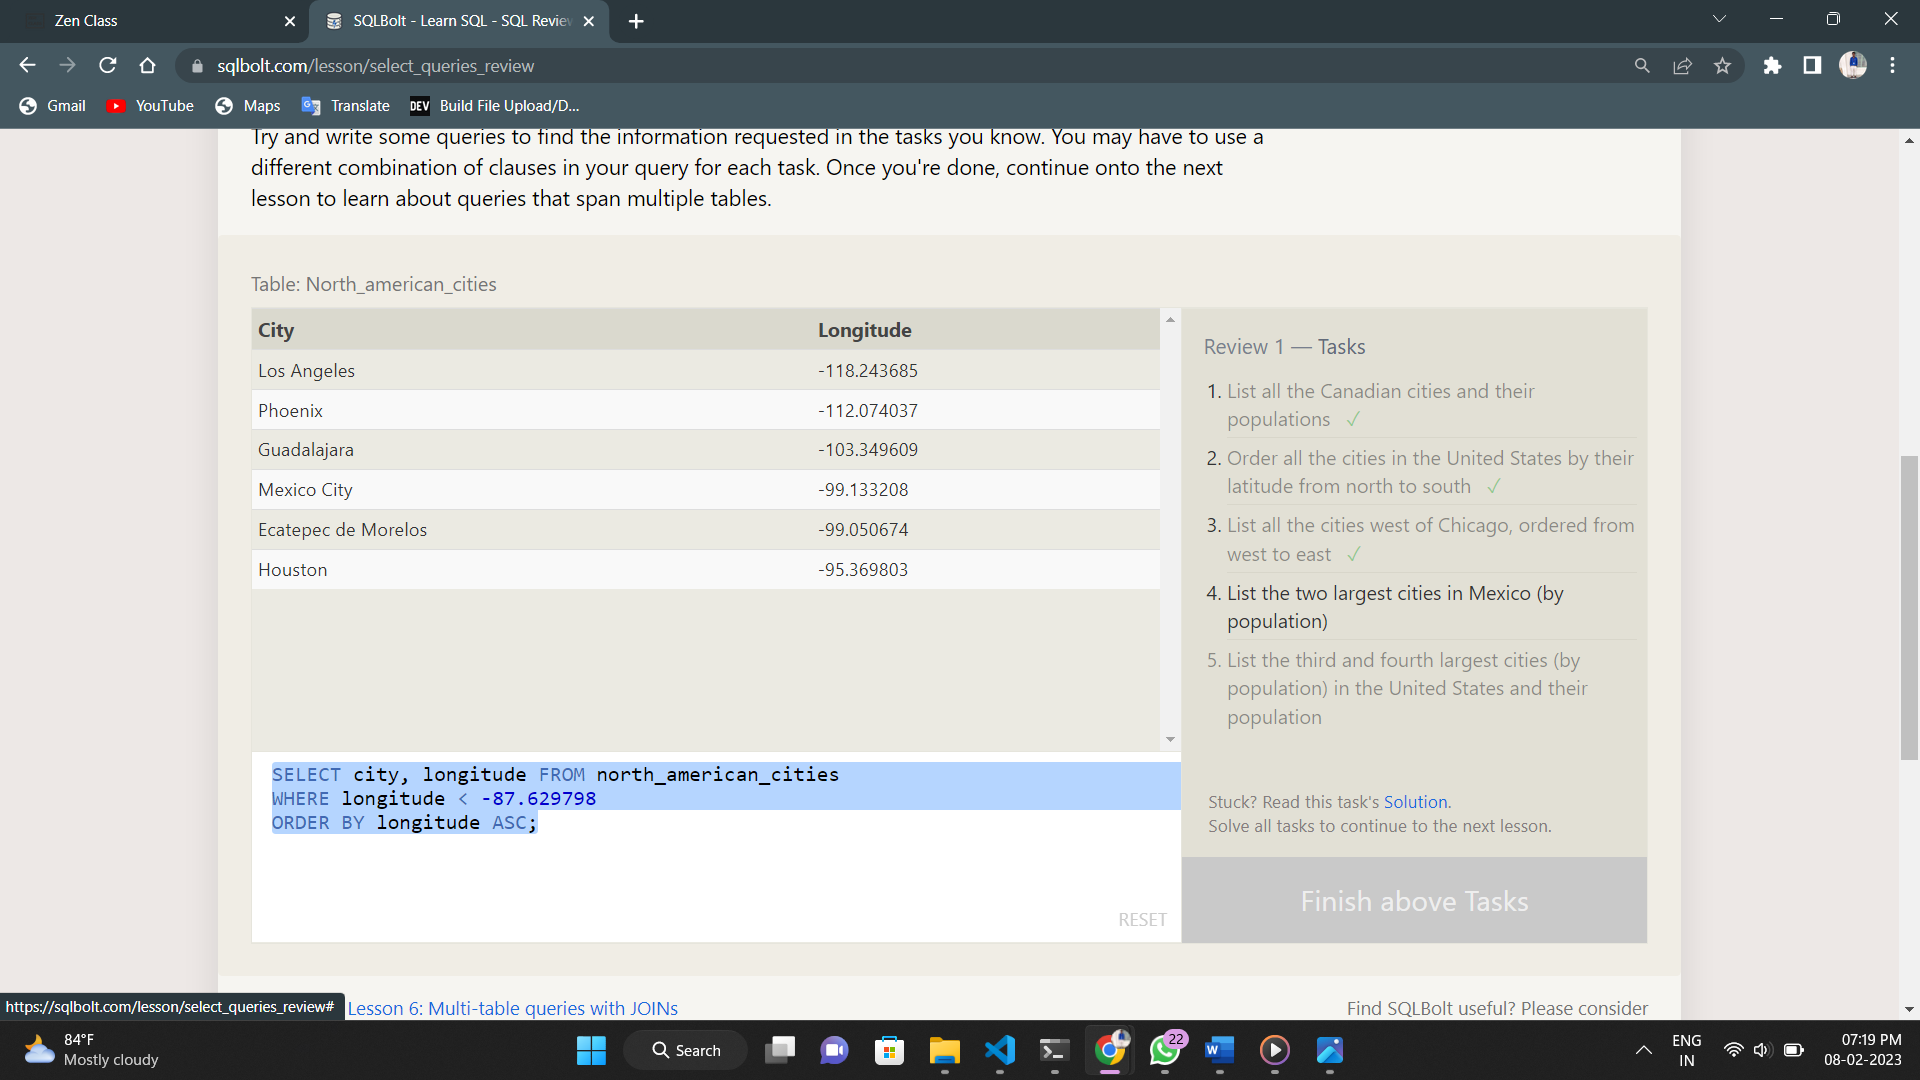 Zen Class
SQLBolt - Learn SQL - SQL Review
sqlbolt.com/lesson/select_queries_review
Gmail
YouTube
Maps
Translate
DEV
Build File Upload/D...
Try and write some queries to find the information requested in the tasks you know. You may have to use a
different combination of clauses in your query for each task. Once you're done, continue onto the next
lesson to learn about queries that span multiple tables.
Table: North_american_cities
City Longitude
Los Angeles -118.243685
Phoenix -112.074037
Guadalajara -103.349609
Mexico City -99.133208
Ecatepec de Morelos -99.050674
Houston -95.369803
SELECT city, longitude FROM north_american_cities
WHERE longitude < -87.629798
ORDER BY longitude ASC;
RESET
Review 1 — Tasks
1. List all the Canadian cities and their
populations ✓
2. Order all the cities in the United States by their
latitude from north to south ✓
3. List all the cities west of Chicago, ordered from
west to east ✓
4. List the two largest cities in Mexico (by
population)
5. List the third and fourth largest cities (by
population) in the United States and their
population
Stuck? Read this task's Solution.
Solve all tasks to continue to the next lesson.
Finish above Tasks
https://sqlbolt.com/lesson/select_queries_review#
Lesson 6: Multi-table queries with JOINs
Find SQLBolt useful? Please consider
84°F
Mostly cloudy
Search
22
W
ENG
IN
07:19 PM
08-02-2023